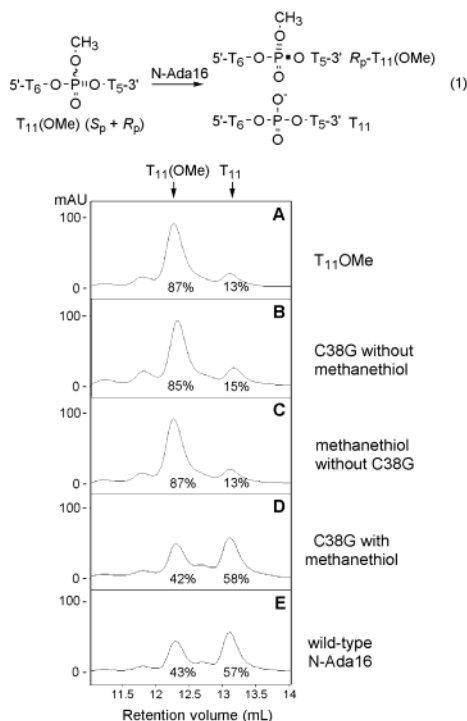 CH3
O
5'-T6-O-P-O-T5-3' Rp-T11(OMe)
O
CH3
O
5'-T6-O-P-O-T5-3'
O
N-Ada16
(1)
T11(OMe) (Sp + Rp)
O-
5'-T6-O-P-O-T5-3' T11
O
T11(OMe) T11
mAU
100-
A
T11OMe
0-
87% 13%
100-
B
C38G without
methanethiol
0-
85% 15%
100-
C
methanethiol
without C38G
0-
87% 13%
100-
D
C38G with
methanethiol
0-
42% 58%
100-
E
wild-type
N-Ada16
0-
43% 57%
11.5 12 12.5 13 13.5 14
Retention volume (mL)